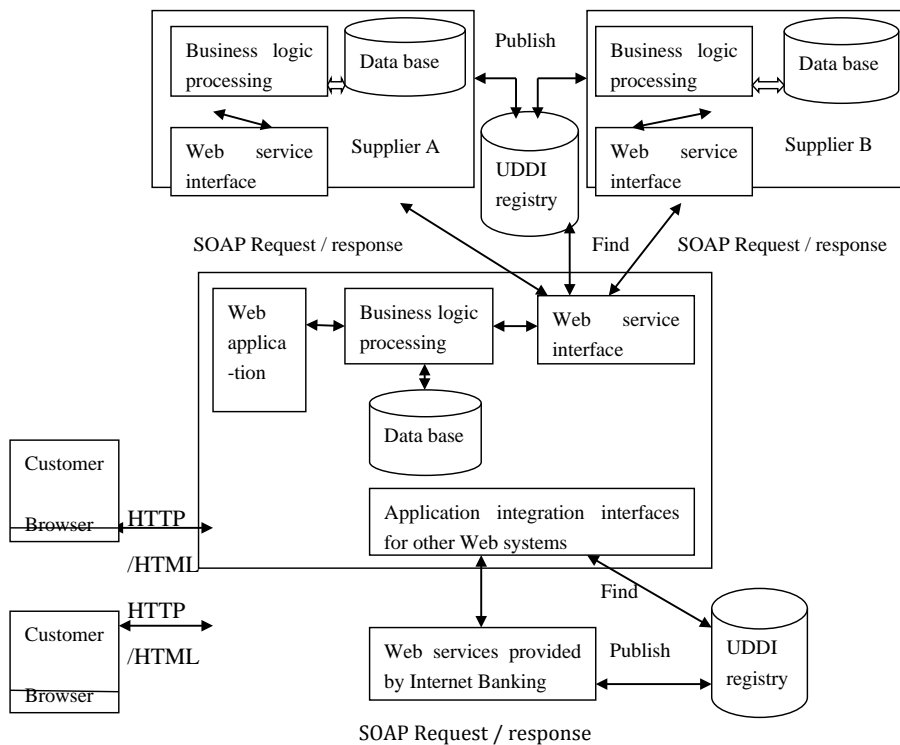 Business logic
processing
Data base
Web service
interface
Supplier A
Publish
UDDI
registry
Business logic
processing
Data base
Web service
interface
Supplier B
SOAP Request / response
Find
SOAP Request / response
Web
applica
-tion
Business logic
processing
Web service
interface
Data base
Customer
Browser
HTTP
/HTML
Application integration interfaces
for other Web systems
Customer
Browser
HTTP
/HTML
Find
Web services provided
by Internet Banking
Publish
UDDI
registry
SOAP Request / response